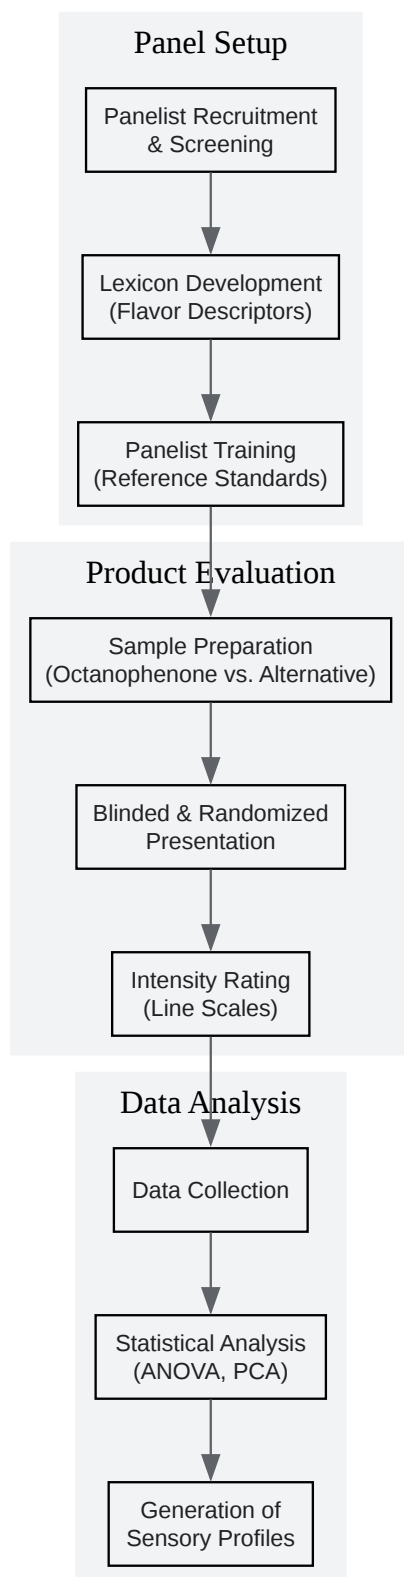 Panel Setup
Panelist Recruitment
& Screening
Lexicon Development
(Flavor Descriptors)
Panelist Training
(Reference Standards)
Product Evaluation
Sample Preparation
(Octanophenone vs. Alternative)
Blinded & Randomized
Presentation
Intensity Rating
(Line Scales)
Data Analysis
Data Collection
Statistical Analysis
(ANOVA, PCA)
Generation of
Sensory Profiles